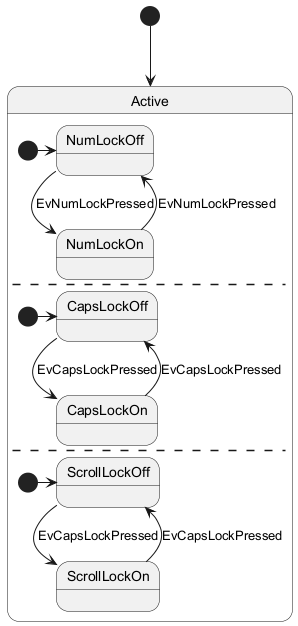 Active
NumLockOff
EvNumLockPressed EvNumLockPressed
NumLockOn
CapsLockOff
EvCapsLockPressed EvCapsLockPressed
CapsLockOn
ScrollLockOff
EvCapsLockPressed EvCapsLockPressed
ScrollLockOn